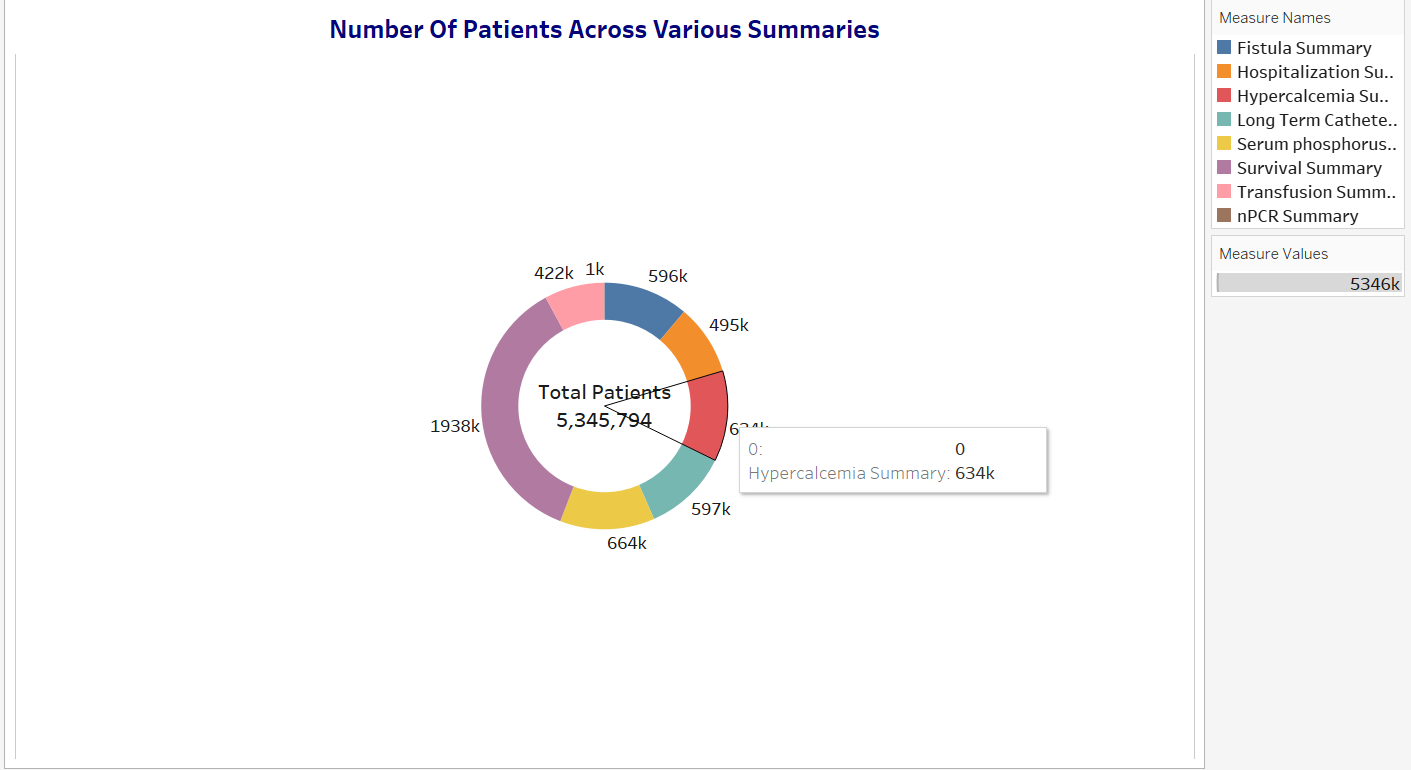 Number Of Patients Across Various Summaries
422k 1k 596k
495k
Total Patients
5,345,794
1938k
0: 0
Hypercalcemia Summary: 634k
597k
664k
Measure Names
Fistula Summary
Hospitalization Su..
Hypercalcemia Su..
Long Term Cathete..
Serum phosphorus..
Survival Summary
Transfusion Summ..
nPCR Summary
Measure Values
5346k